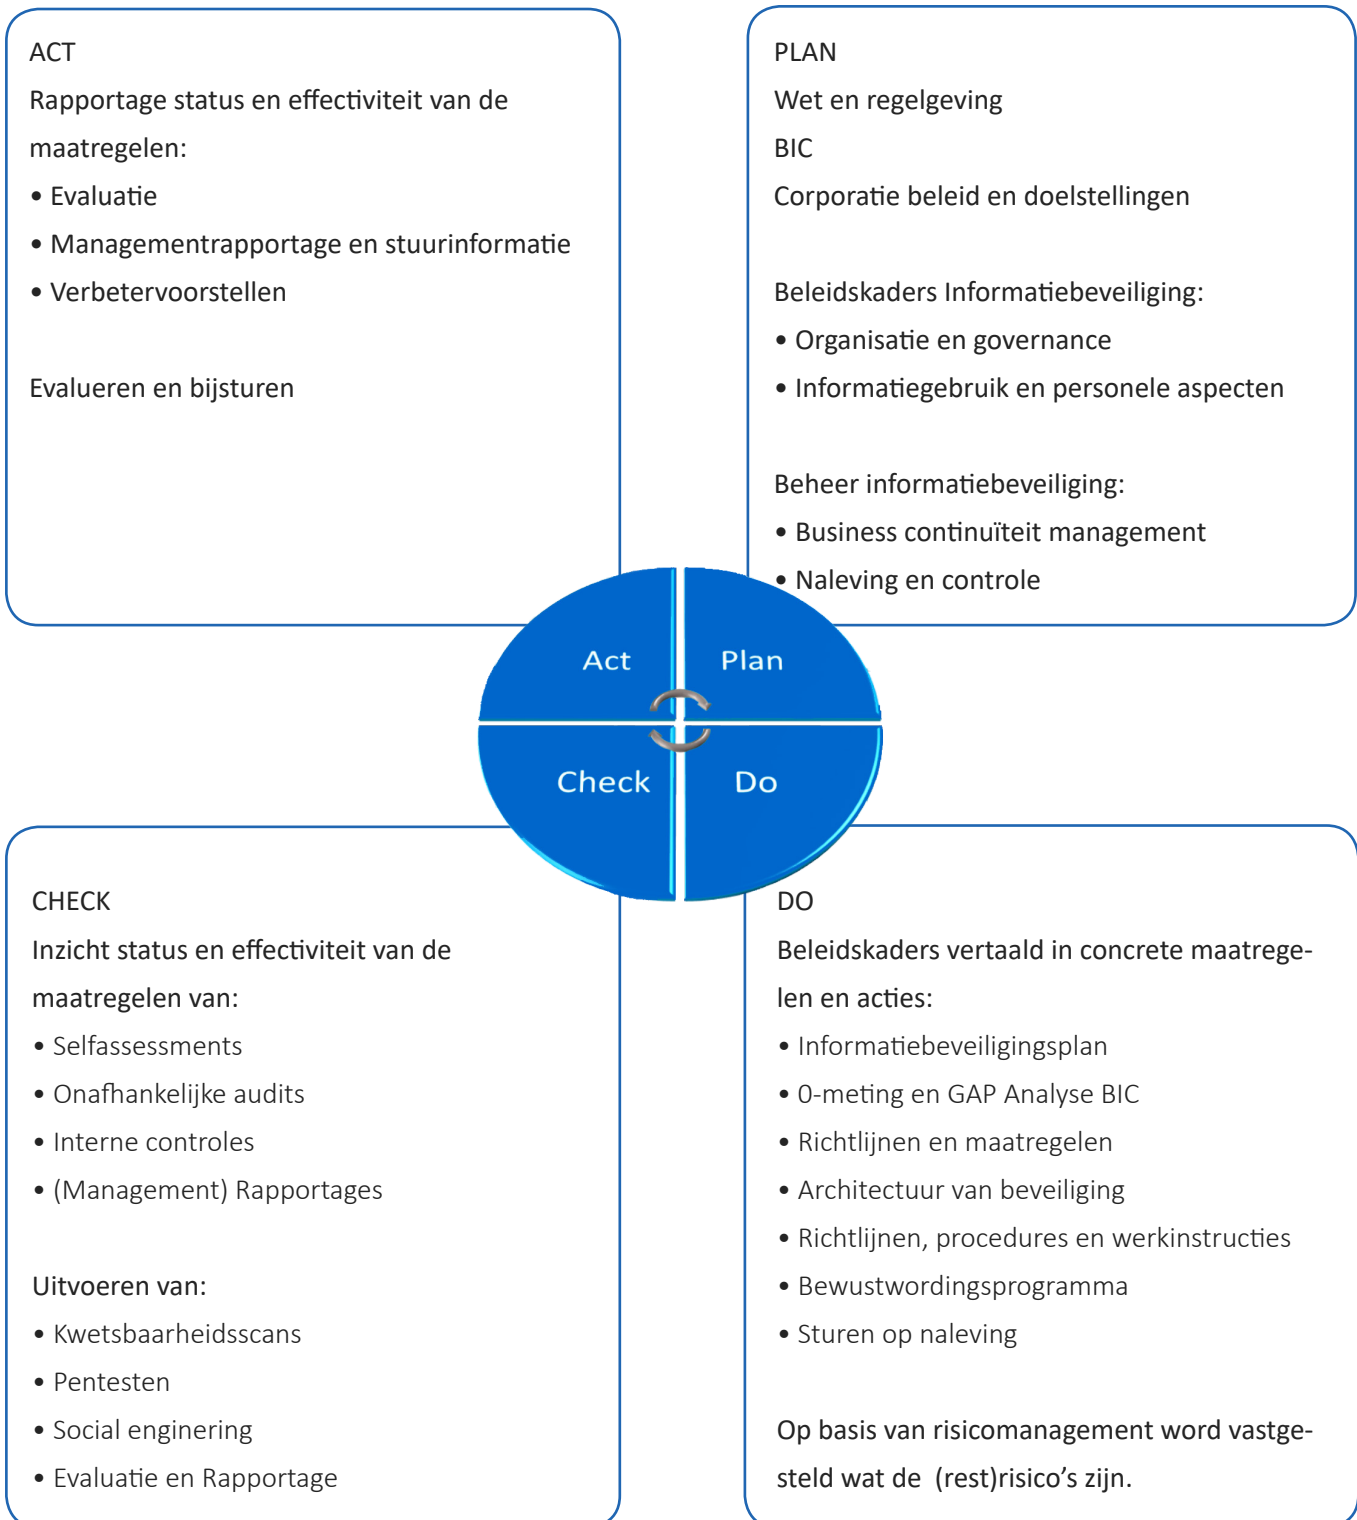 ACT
Rapportage status en effectiviteit van de
maatregelen:
• Evaluatie
• Managementrapportage en stuurinformatie
• Verbetervoorstellen
Evalueren en bijsturen
PLAN
Wet en regelgeving
BIC
Corporatie beleid en doelstellingen
Beleidskaders Informatiebeveiliging:
• Organisatie en governance
• Informatiegebruik en personele aspecten
Beheer informatiebeveiliging:
• Business continuïteit management
• Naleving en controle
Act
Plan
Check
Do
CHECK
Inzicht status en effectiviteit van de
maatregelen van:
• Selfassessments
• Onafhankelijke audits
• Interne controles
• (Management) Rapportages
Uitvoeren van:
• Kwetsbaarheidsscans
• Pentesten
• Social enginering
• Evaluatie en Rapportage
DO
Beleidskaders vertaald in concrete maatrege-
len en acties:
• Informatiebeveiligingsplan
• 0-meting en GAP Analyse BIC
• Richtlijnen en maatregelen
• Architectuur van beveiliging
• Richtlijnen, procedures en werkinstructies
• Bewustwordingsprogramma
• Sturen op naleving
Op basis van risicomanagement word vastge-
steld wat de (rest)risico’s zijn.